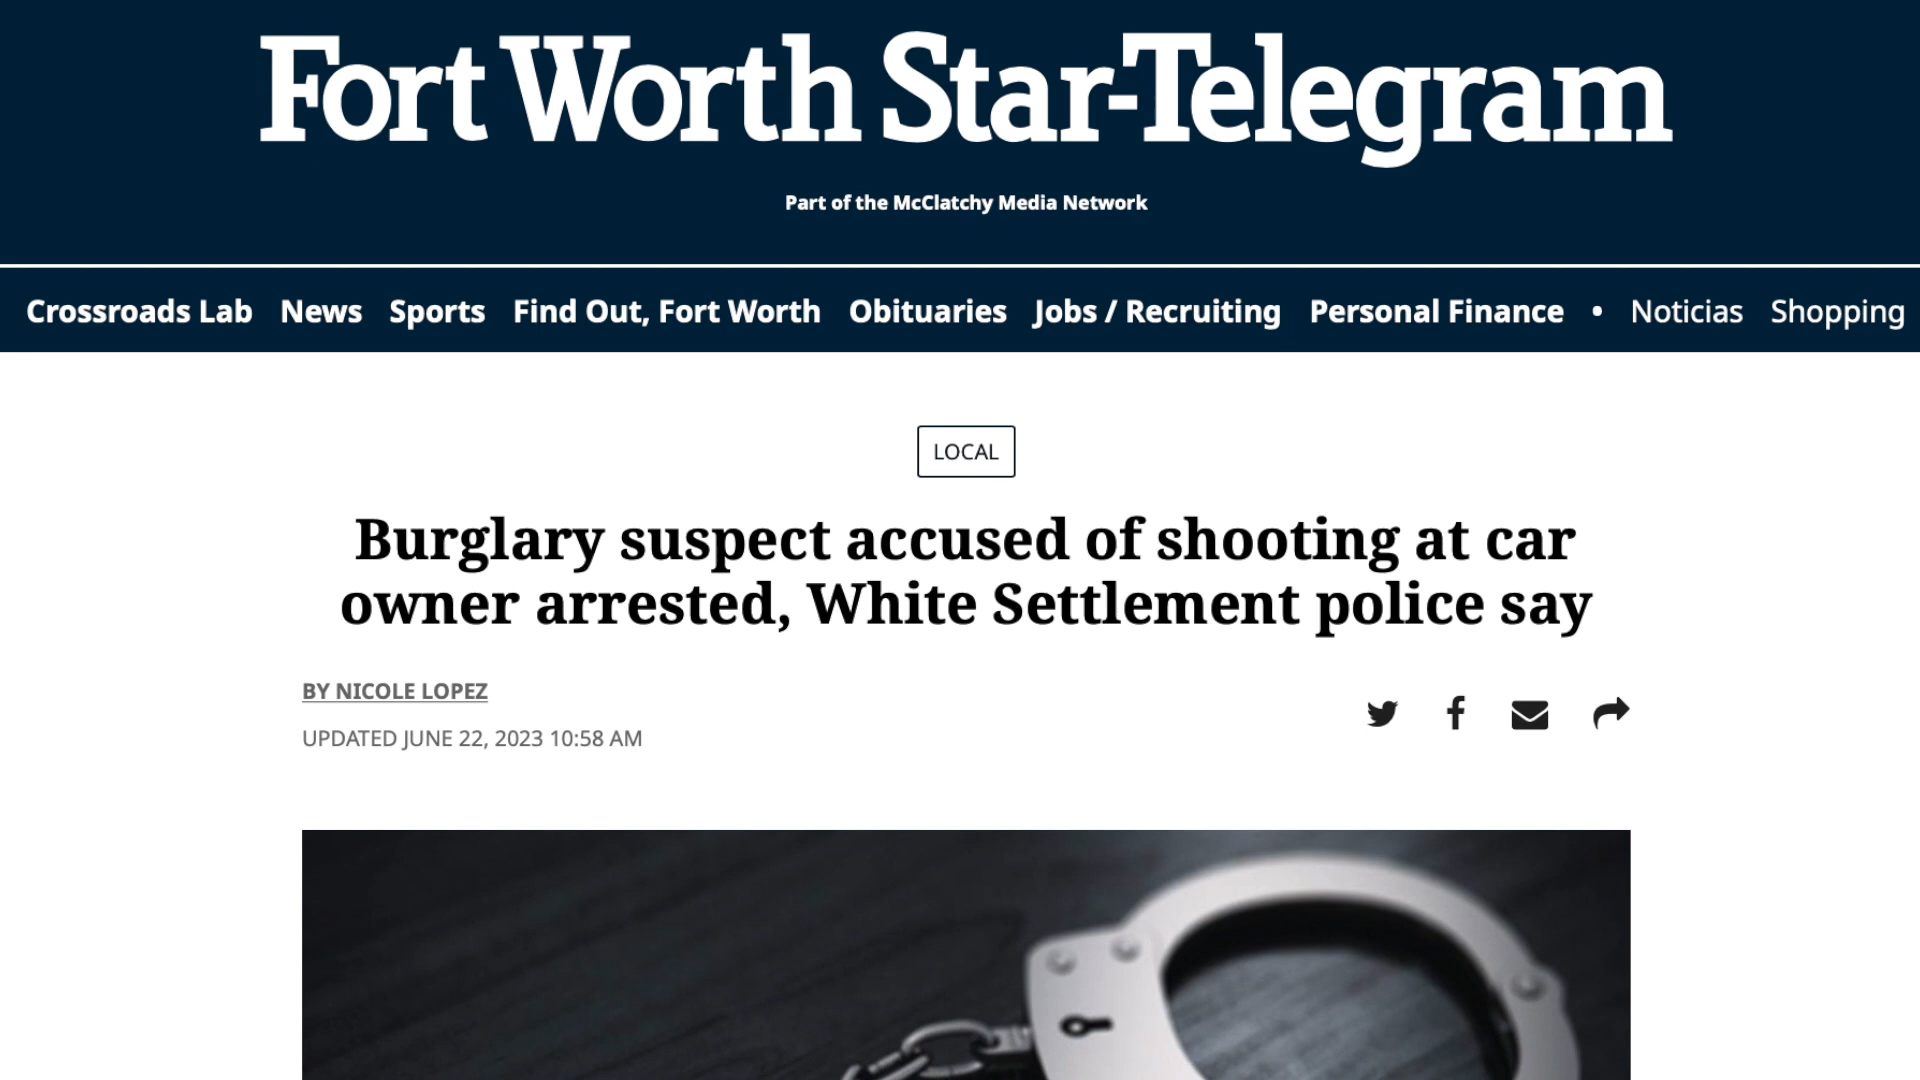 Fort Worth Star-Telegram
Part of the McClatchy Media Network
Crossroads Lab News Sports Find Out, Fort Worth Obituaries Jobs / Recruiting Personal Finance • Noticias Shopping
LOCAL
Burglary suspect accused of shooting at car
owner arrested, White Settlement police say
BY NICOLE LOPEZ
UPDATED JUNE 22, 2023 10:58 AM